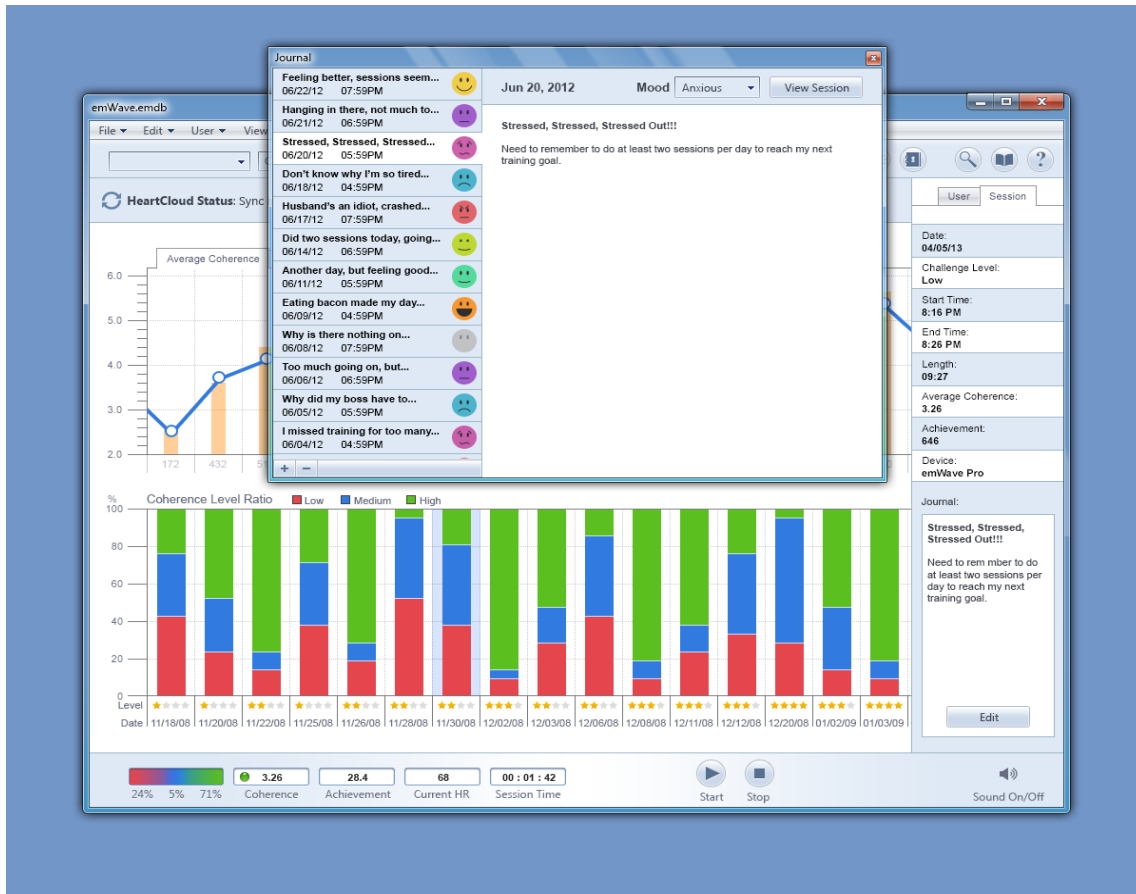 Journal
Feeling better, sessions seem...
06/22/12 07:59PM
Hanging in there, not much to...
06/21/12 06:59PM
Stressed, Stressed, Stressed...
06/20/12 05:59PM
Don't know why I'm so tired...
06/18/12 04:59PM
Husband's an idiot, crashed...
06/17/12 07:59PM
Did two sessions today, going...
06/14/12 06:59PM
Another day, but feeling good...
06/11/12 05:59PM
Eating bacon made my day...
06/09/12 04:59PM
Why is there nothing on...
06/08/12 07:59PM
Too much going on, but...
06/06/12 06:59PM
Why did my boss have to...
06/05/12 05:59PM
I missed training for too many...
06/04/12 04:59PM
+ −
Jun 20, 2012 Mood Anxious View Session
Stressed, Stressed, Stressed Out!!!
Need to remember to do at least two sessions per day to reach my next
training goal.
emWave.emdb
File Edit User View
?
HeartCloud Status: Sync
Average Coherence
6.0
5.0
4.0
3.0
2.0
172 432
User Session
Date:
04/05/13
Challenge Level:
Low
Start Time:
8:16 PM
End Time:
8:26 PM
Length:
09:27
Average Coherence:
3.26
Achievement:
646
Device:
emWave Pro
Journal:
Stressed, Stressed,
Stressed Out!!!
Need to rem mber to do
at least two sessions per
day to reach my next
training goal.
Edit
% Coherence Level Ratio Low Medium High
100
80
60
40
20
0
Level
Date 11/18/08 11/20/08 11/22/08 11/25/08 11/26/08 11/28/08 11/30/08 12/02/08 12/03/08 12/06/08 12/08/08 12/11/08 12/12/08 12/20/08 01/02/09 01/03/09
3.26 28.4 68 00 : 01 : 42
24% 5% 71% Coherence Achievement Current HR Session Time Start Stop Sound On/Off